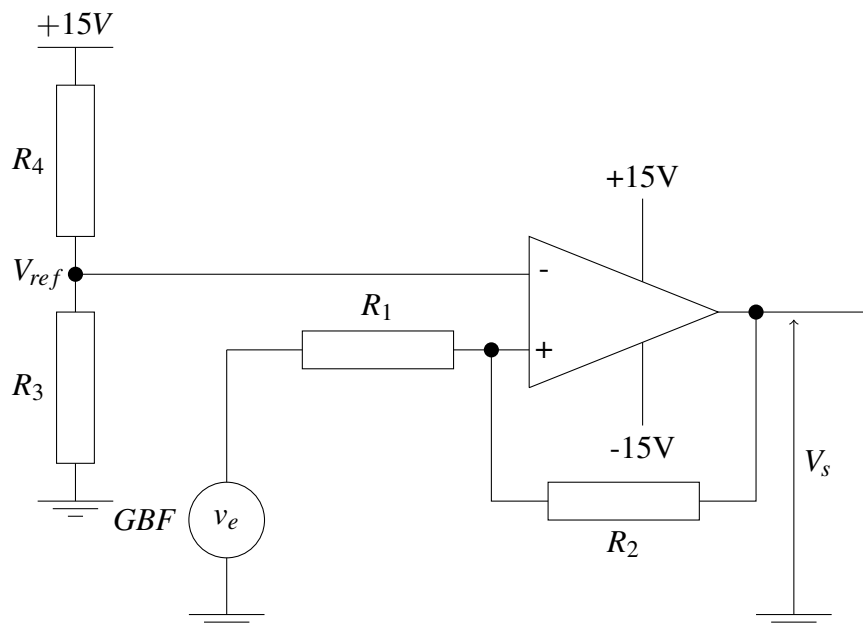 +15V
R4
Vref
R3
+15V
-
R1
+
-15V
Vs
GBF
ve
R2